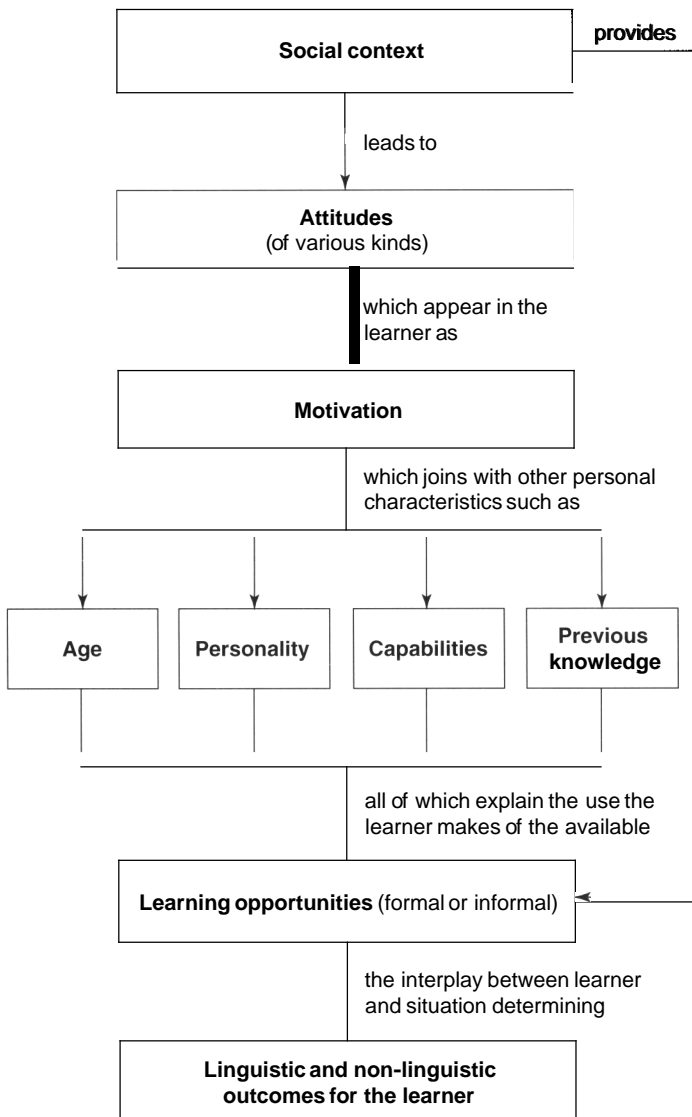 provides
Social context
leads to
Attitudes
(of various kinds)
which appear in the
learner as
Motivation
which joins with other personal
characteristics such as
Age
Personality
Capabilities
Previous
knowledge
all of which explain the use the
learner makes of the available
Learning opportunities (formal or informal)
the interplay between learner
and situation determining
Linguistic and non-linguistic
outcomes for the learner